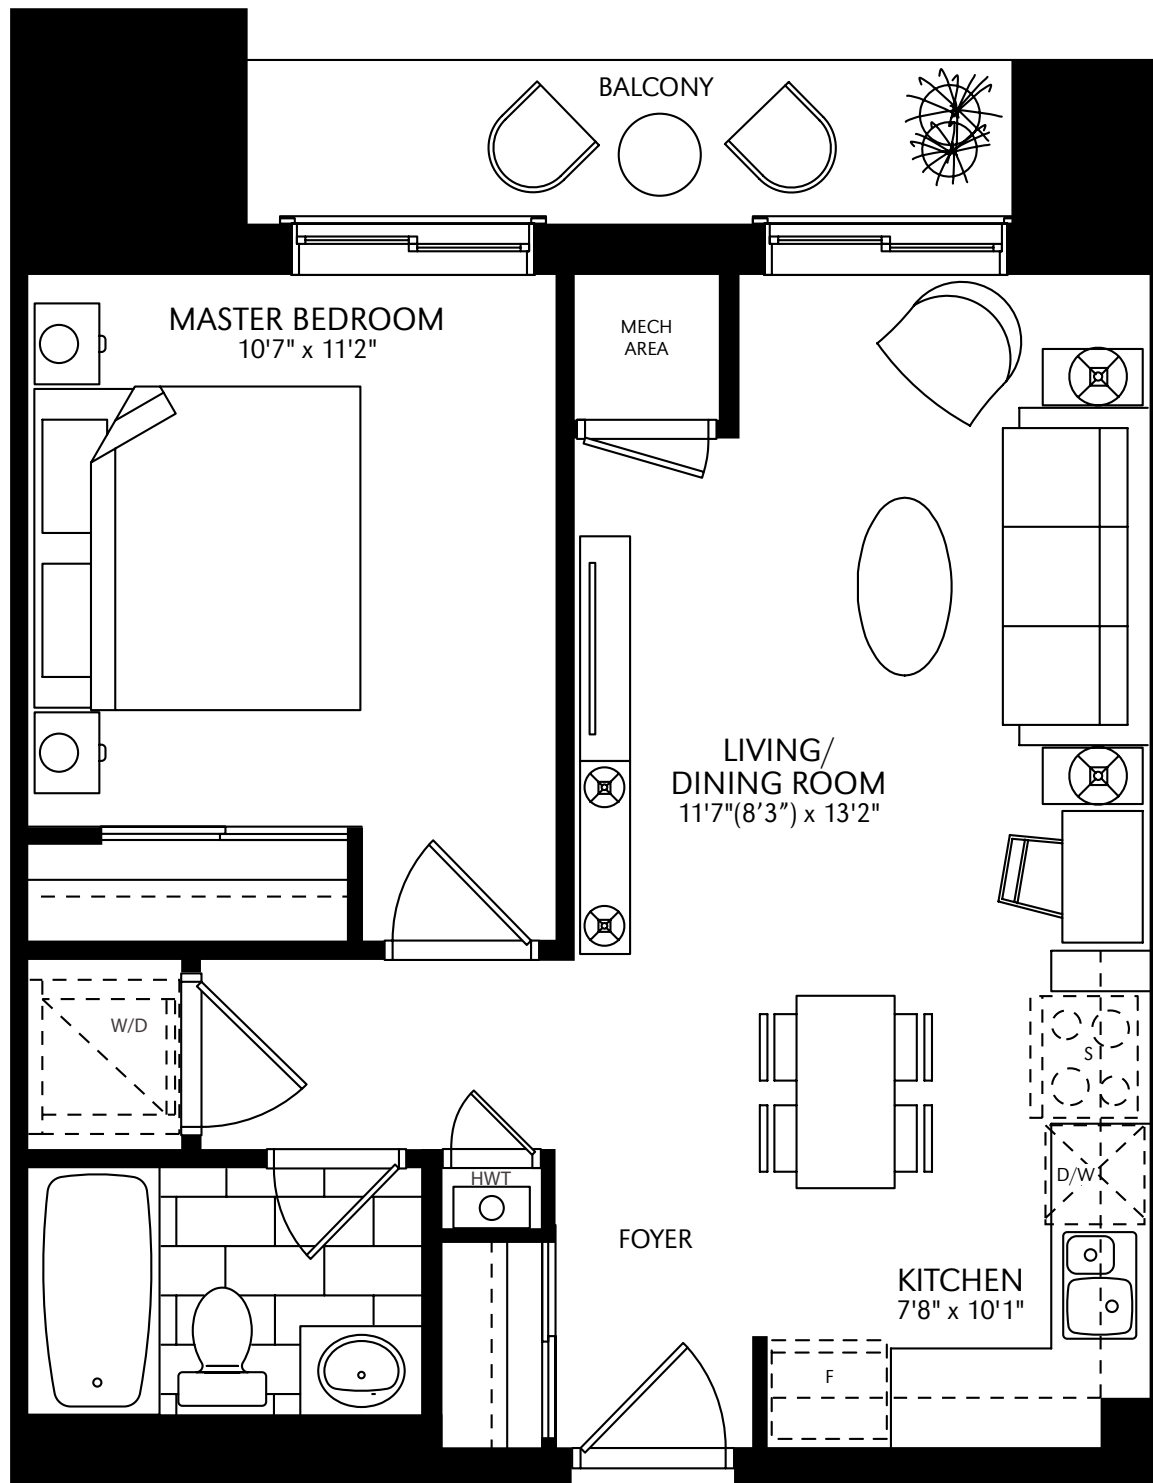 BALCONY
MASTER BEDROOM
10'7" x 11'2"
MECH
AREA
LIVING/
DINING ROOM
11'7"(8’3”) x 13'2"
W/D
S
D/W
HWT
FOYER
KITCHEN
7'8" x 10'1"
F